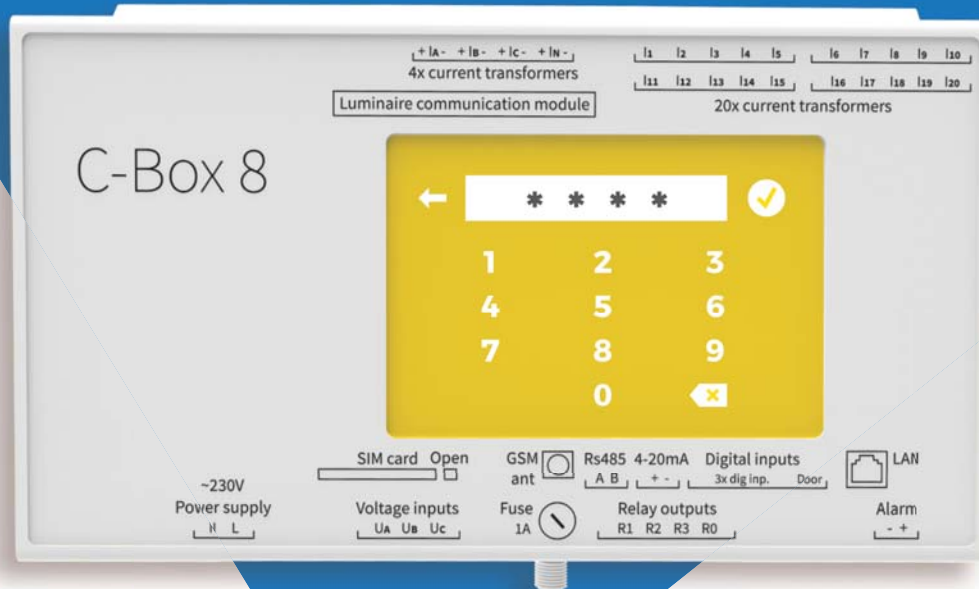 + IA - + IB - + IC - + IN -
4x current transformers
I1 I2 I3 I4 I5 I6 I7 I8 I9 I10
I11 I12 I13 I14 I15 I16 I17 I18 I19 I20
20x current transformers
Luminaire communication module
C-Box 8
* * * *
1 2 3
4 5 6
7 8 9
0
SIM card Open
GSM
ant
Rs485 4-20mA Digital inputs
A B + - 3x dig inp. Door
LAN
~230V
Power supply
N L
Voltage inputs
UA UB UC
Fuse
1A
Relay outputs
R1 R2 R3 R0
Alarm
- +